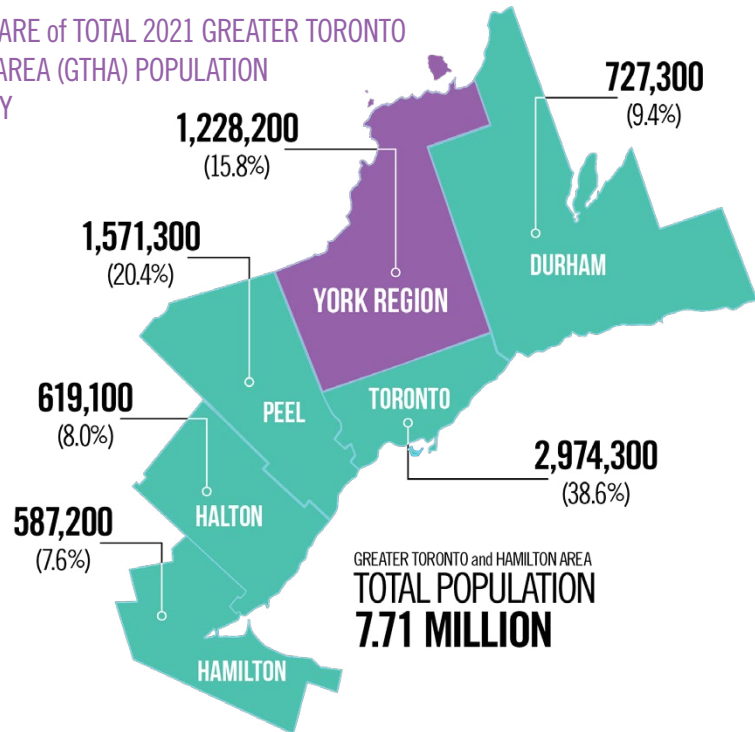 ARE of TOTAL 2021 GREATER TORONTO
AREA (GTHA) POPULATION
Y
727,300
(9.4%)
1,228,200
(15.8%)
1,571,300
(20.4%)
DURHAM
YORK REGION
619,100
(8.0%)
PEEL
TORONTO
2,974,300
(38.6%)
587,200
(7.6%)
HALTON
GREATER TORONTO and HAMILTON AREA
TOTAL POPULATION
7.71 MILLION
HAMILTON